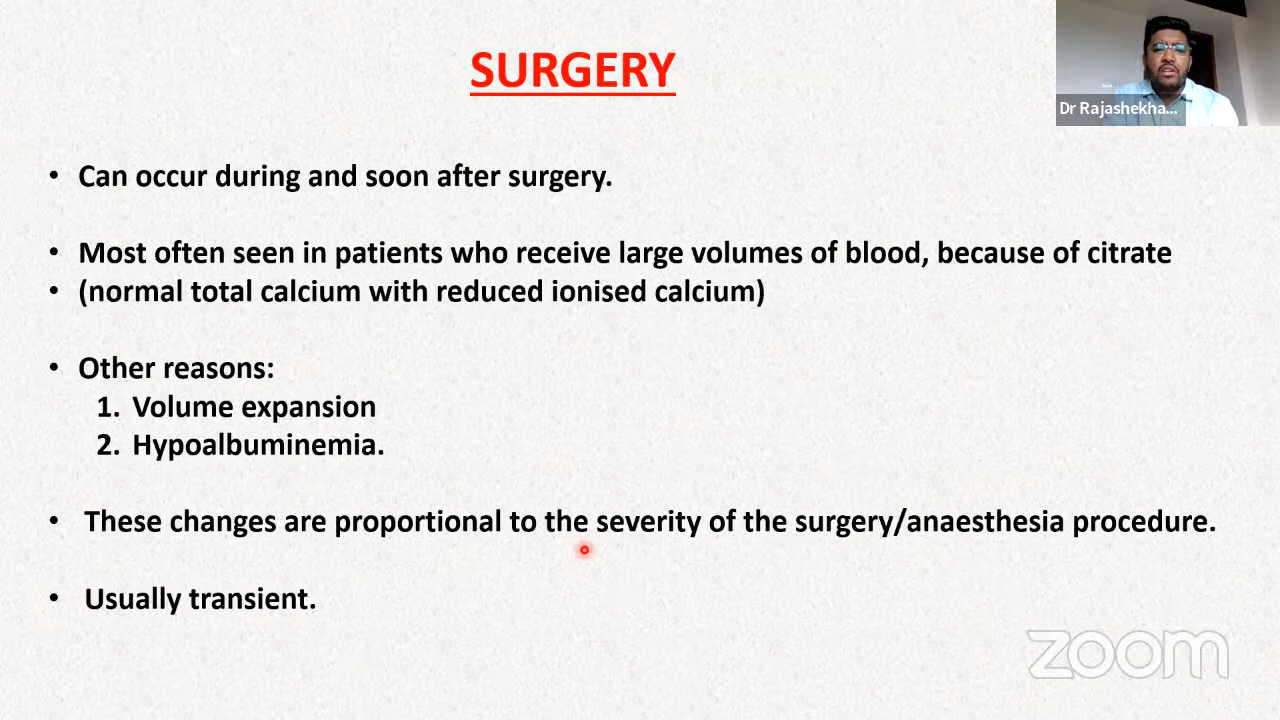 SURGERY
Dr Rajashekha...
• Can occur during and soon after surgery.
• Most often seen in patients who receive large volumes of blood, because of citrate
• (normal total calcium with reduced ionised calcium)
• Other reasons:
1. Volume expansion
2. Hypoalbuminemia.
• These changes are proportional to the severity of the surgery/anaesthesia procedure.
• Usually transient.
zoom